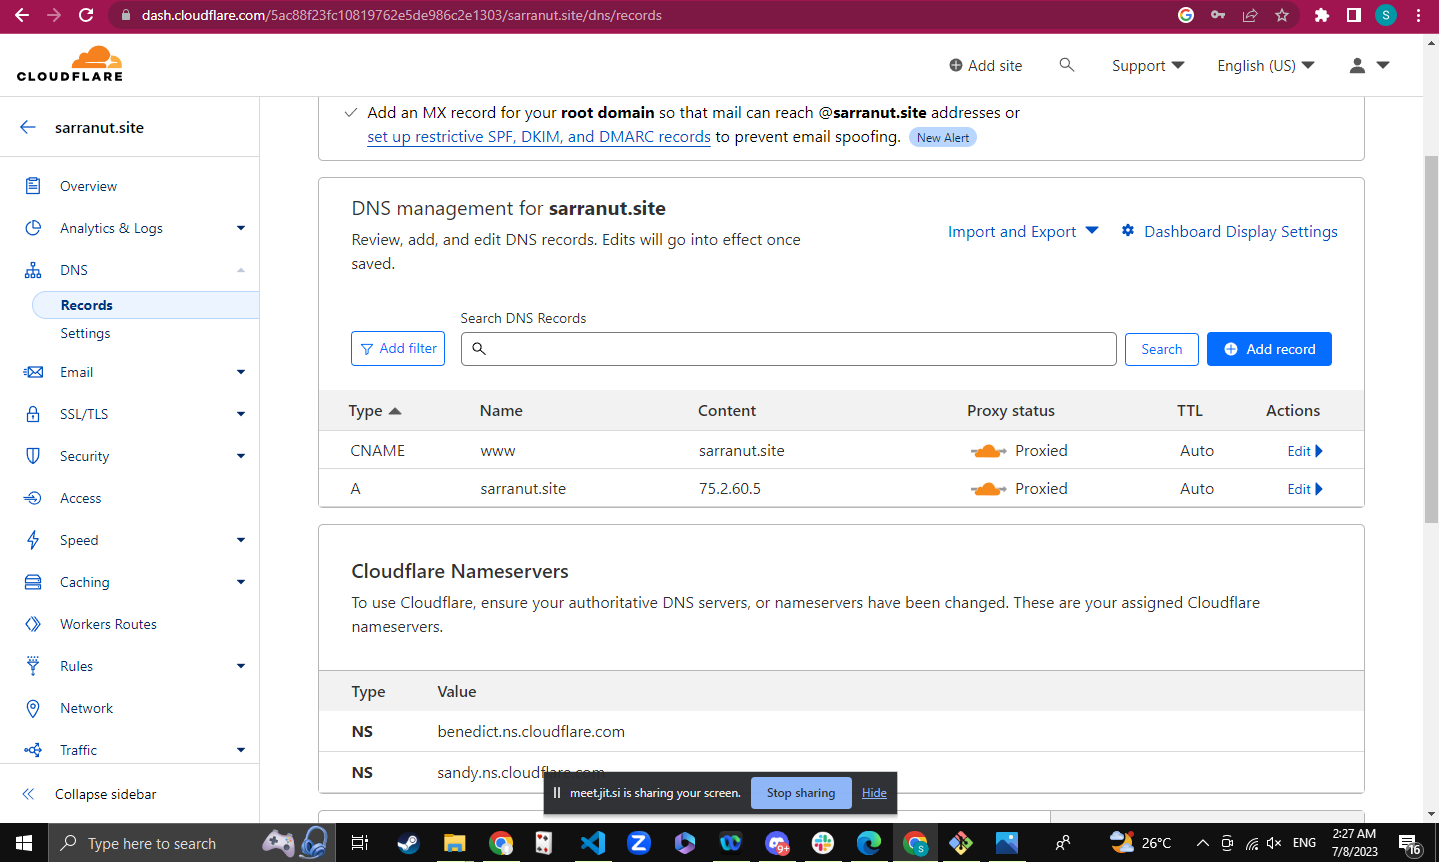 dash.cloudflare.com/5ac88f23fc10819762e5de986c2e1303/sarranut.site/dns/records
S
CLOUDFLARE
Add site
Support
English (US)
sarranut.site
Overview
Analytics & Logs
DNS
Records
Settings
Email
SSL/TLS
Security
Access
Speed
Caching
Workers Routes
Rules
Network
Traffic
Collapse sidebar
Add an MX record for your root domain so that mail can reach @sarranut.site addresses or
set up restrictive SPF, DKIM, and DMARC records to prevent email spoofing. New Alert
DNS management for sarranut.site
Review, add, and edit DNS records. Edits will go into effect once
saved.
Import and Export
Dashboard Display Settings
Search DNS Records
Add filter
Search
Add record
Type Name Content Proxy status TTL Actions
CNAME www sarranut.site Proxied Auto Edit
A sarranut.site 75.2.60.5 Proxied Auto Edit
Cloudflare Nameservers
To use Cloudflare, ensure your authoritative DNS servers, or nameservers have been changed. These are your assigned Cloudflare
nameservers.
Type Value
NS benedict.ns.cloudflare.com
NS sandy.ns.cloudflare.com
meet.jit.si is sharing your screen. Stop sharing Hide
Type here to search
26°C
ENG
2:27 AM
7/8/2023
16